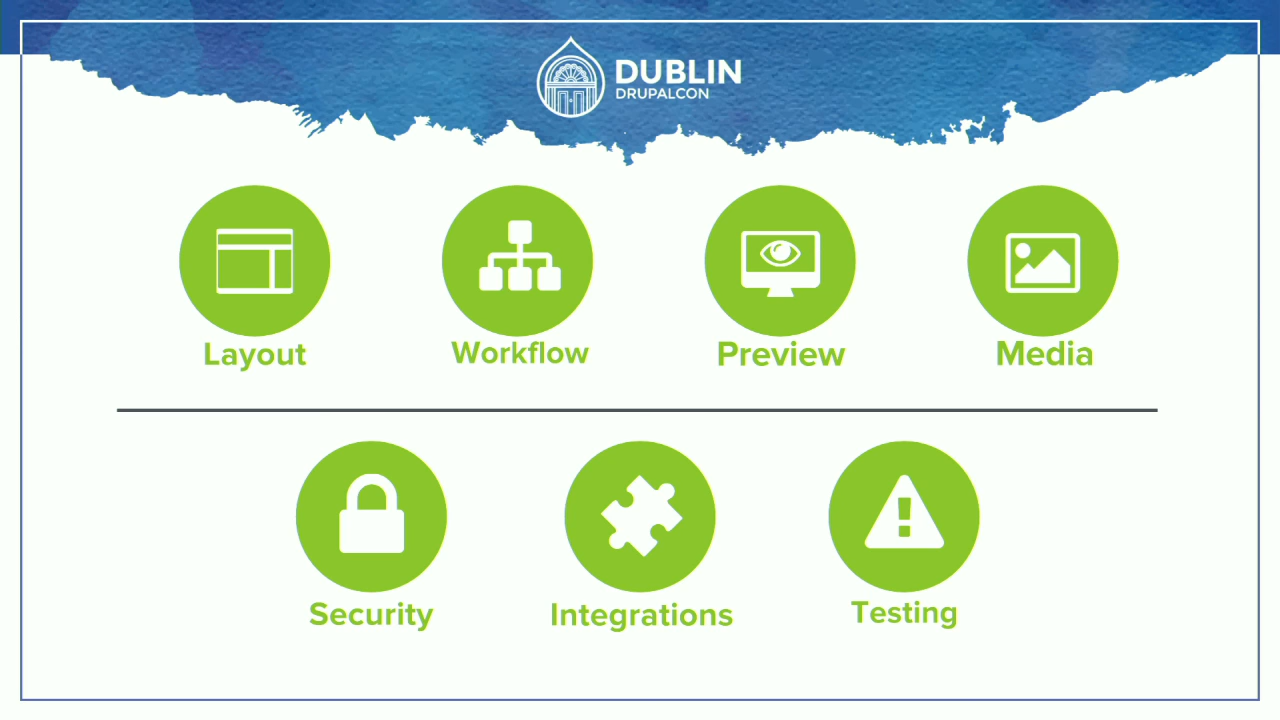 DUBLIN
DRUPALCON
Layout
Workflow
Preview
Media
Security
Integrations
Testing